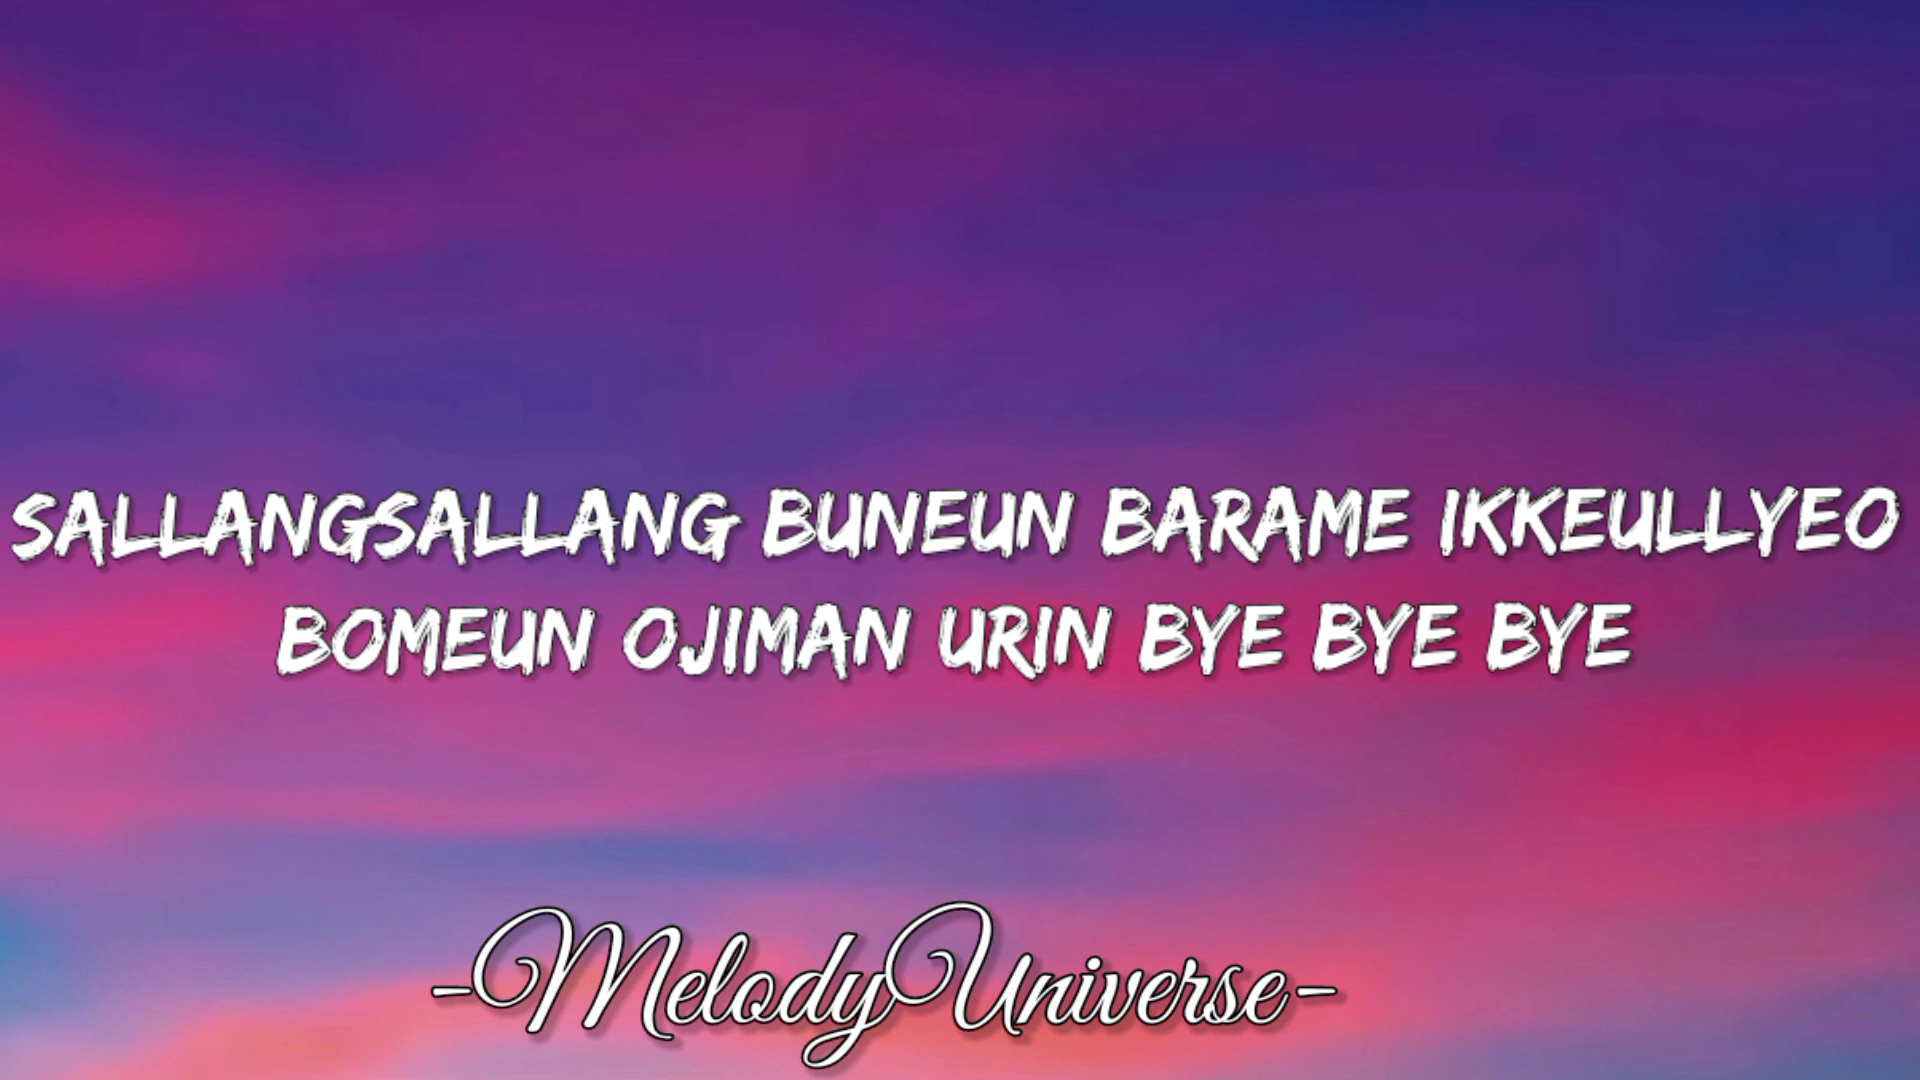 SALLANGSALLANG BUNEUN BARAME IKKEULLYEO
BOMEUN OJIMAN URIN BYE BYE BYE
-MelodyUniverse-